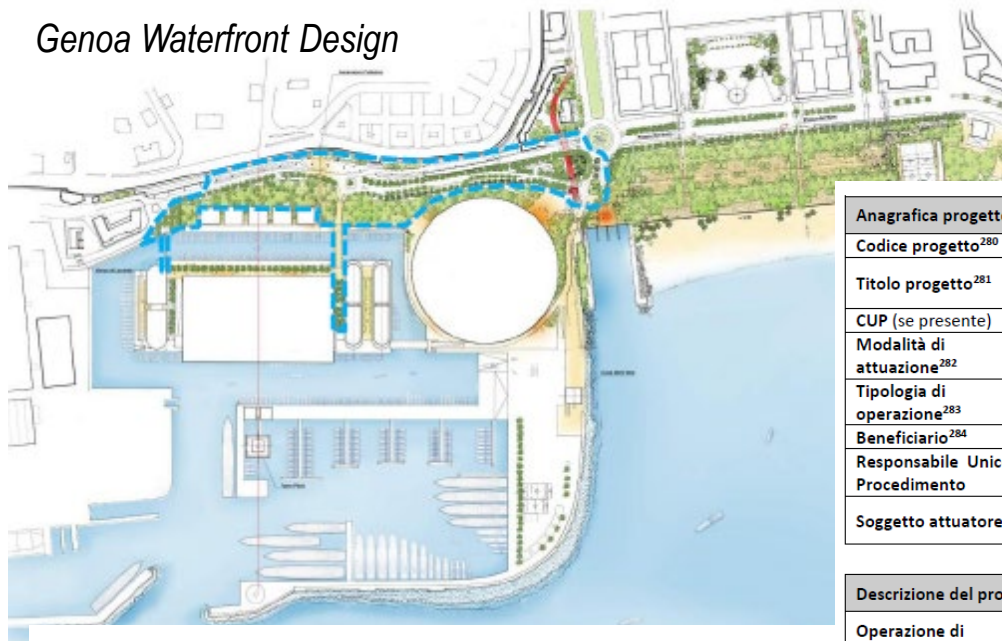 Genoa Waterfront Design
Anagrafica progetto
Codice progetto²⁸⁰
Titolo progetto²⁸¹
CUP (se presente)
Modalità di
attuazione²⁸²
Tipologia di
operazione²⁸³
Beneficiario²⁸⁴
Responsabile Unic
Procedimento
Soggetto attuatore
Descrizione del pro
Operazione di